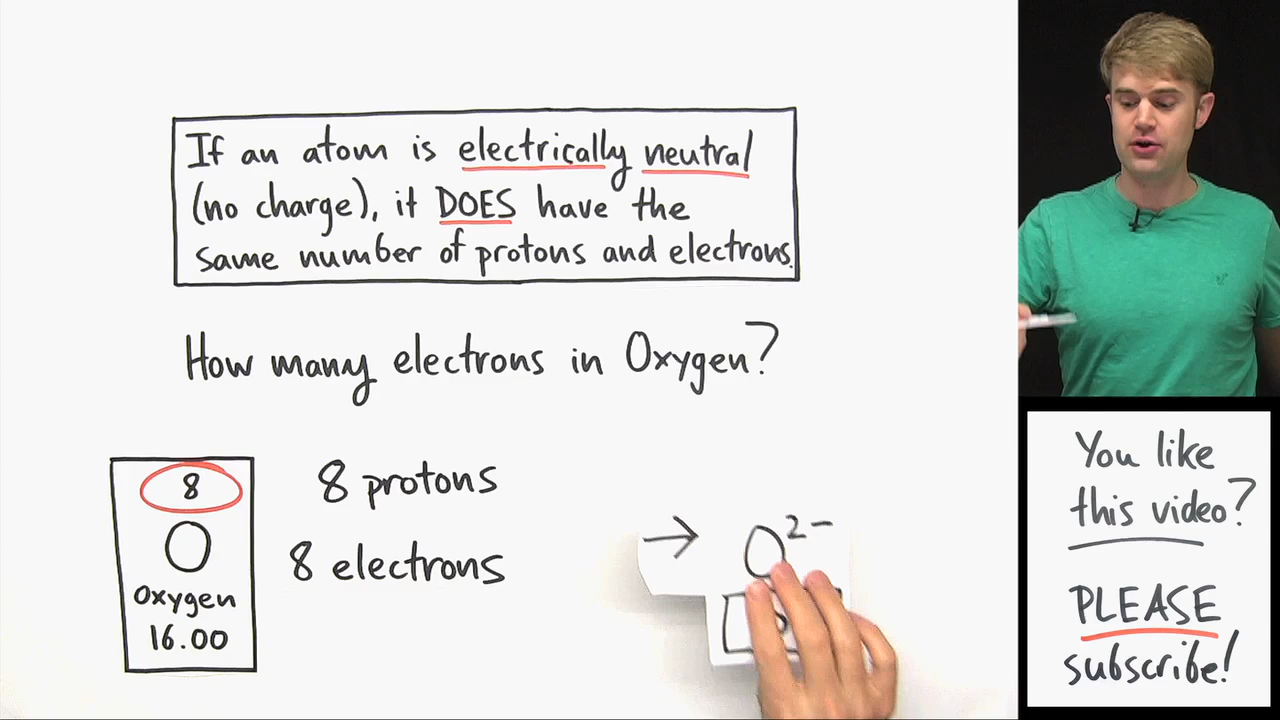 If an atom is electrically neutral
(no charge), it DOES have the
same number of protons and electrons.
How many electrons in Oxygen?
8
O
Oxygen
16.00
8 protons
8 electrons
→ O²⁻
You like
this video?
PLEASE
subscribe!